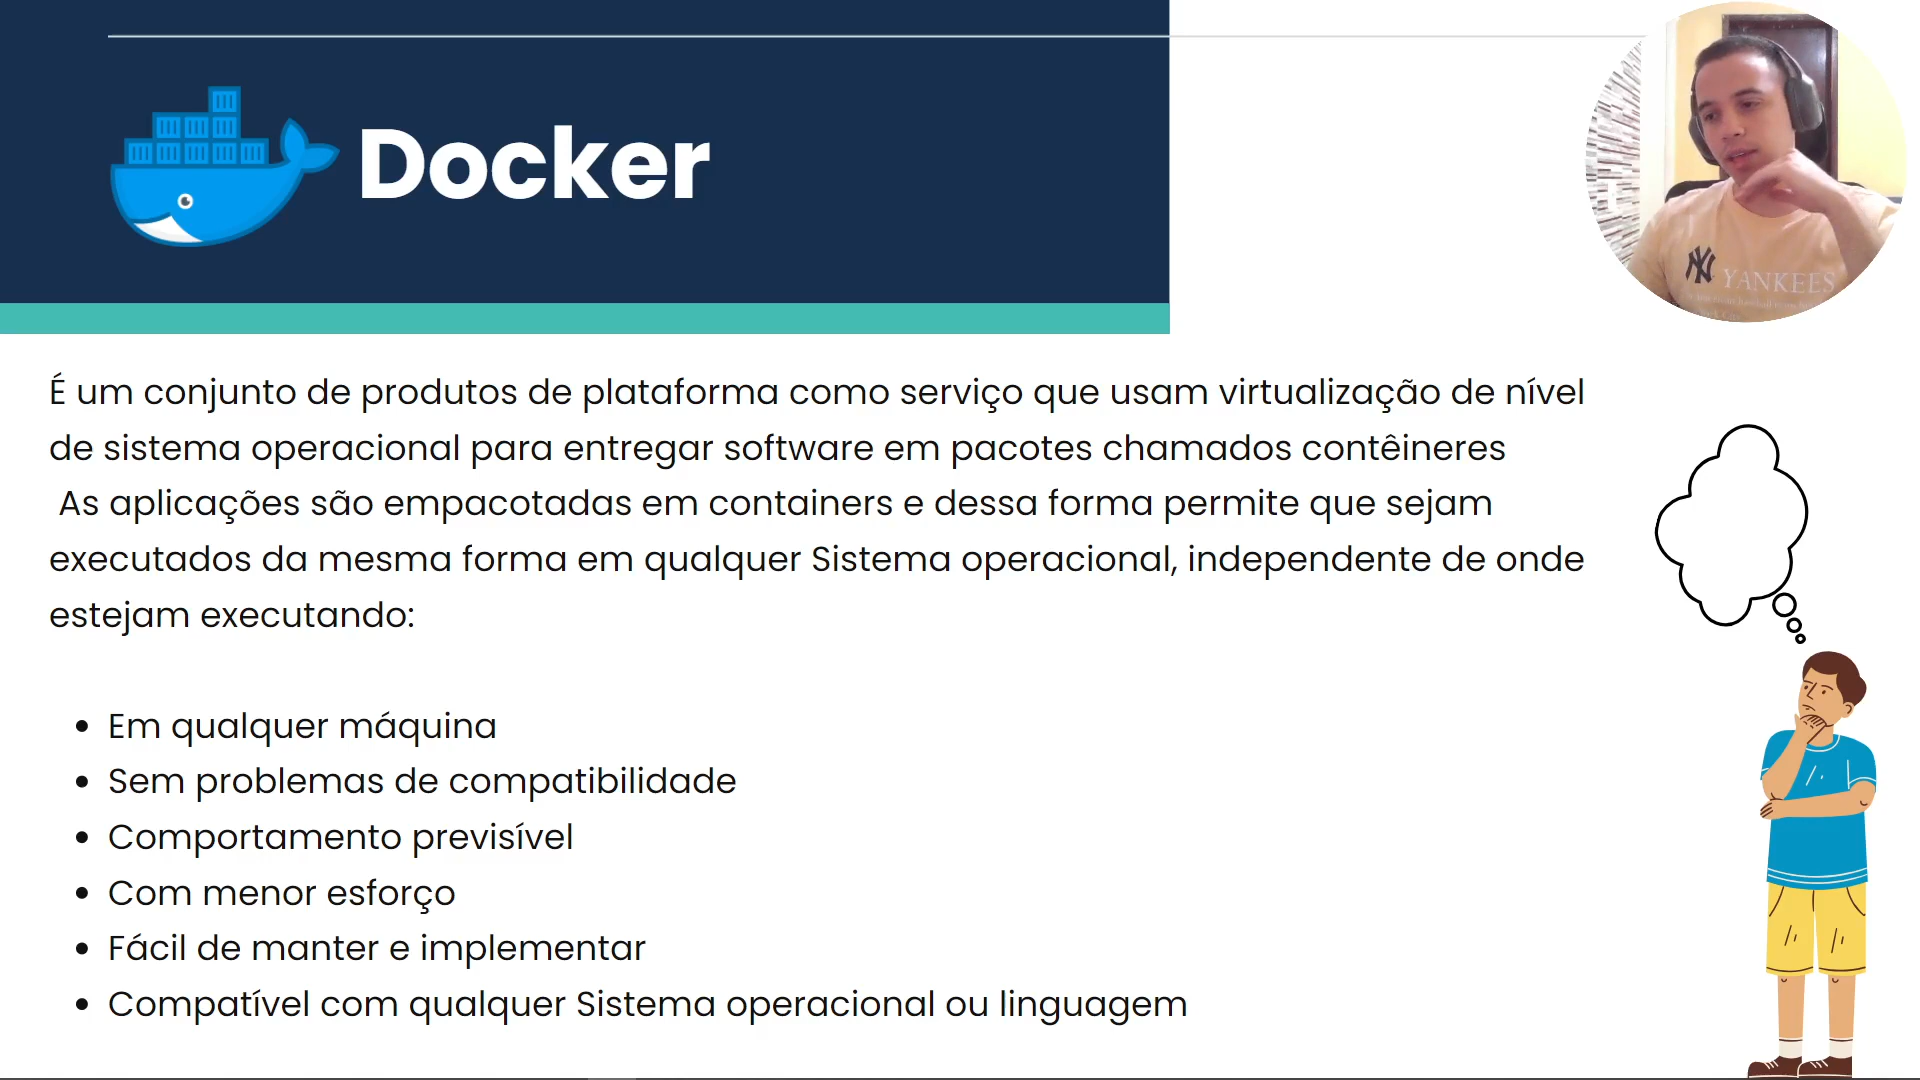 Docker
NY YANKEES
É um conjunto de produtos de plataforma como serviço que usam virtualização de nível
de sistema operacional para entregar software em pacotes chamados contêineres
As aplicações são empacotadas em containers e dessa forma permite que sejam
executados da mesma forma em qualquer Sistema operacional, independente de onde
estejam executando:
• Em qualquer máquina
• Sem problemas de compatibilidade
• Comportamento previsível
• Com menor esforço
• Fácil de manter e implementar
• Compatível com qualquer Sistema operacional ou linguagem